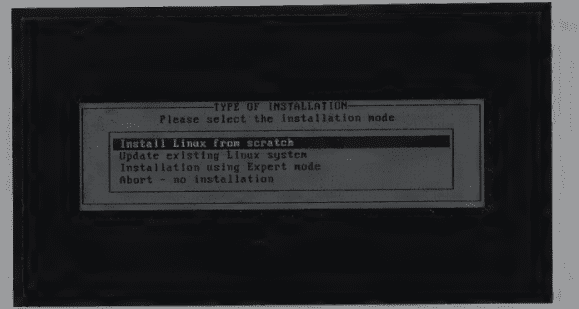 TYPE OF INSTALLATION
Please select the installation mode
Install Linux from scratch
Update existing Linux system
Installation using Expert mode
Abort - no installation